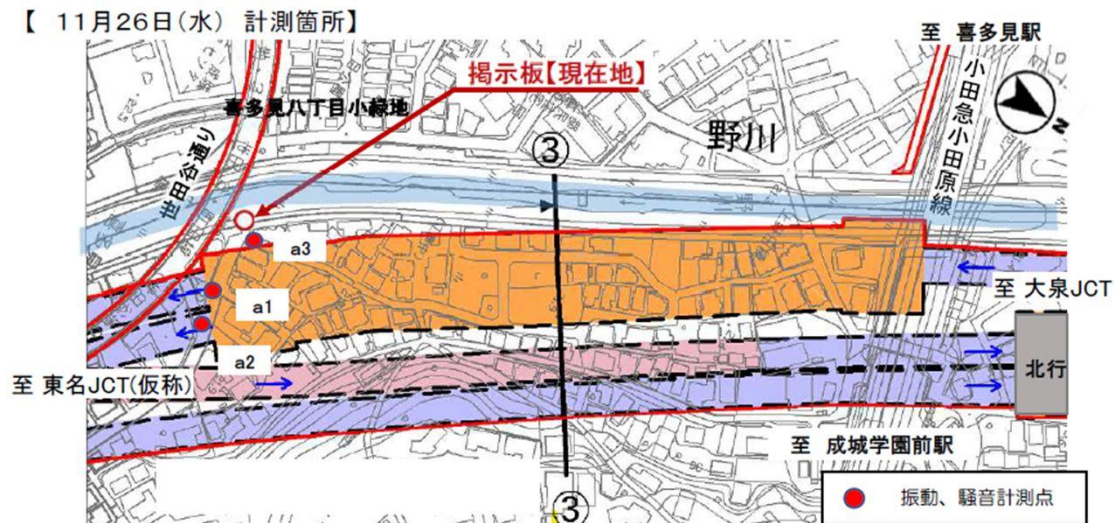 【 11月26日(水) 計測箇所】
至 喜多見駅
掲示板【現在地】
喜多見八丁目小緑地
野川
小田急小田原線
N
世田谷通り
③
a3
a1
至 大泉JCT
a2
至 東名JCT(仮称)
北行
至 成城学園前駅
③
振動、騒音計測点